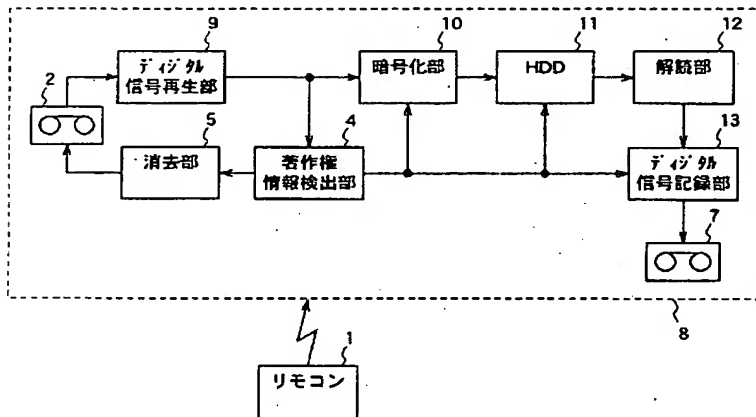 9
ディジタル
信号再生部
10
暗号化部
11
HDD
12
解読部
2
5
消去部
4
著作権
情報検出部
13
ディジタル
信号記録部
7
8
1
リモコン